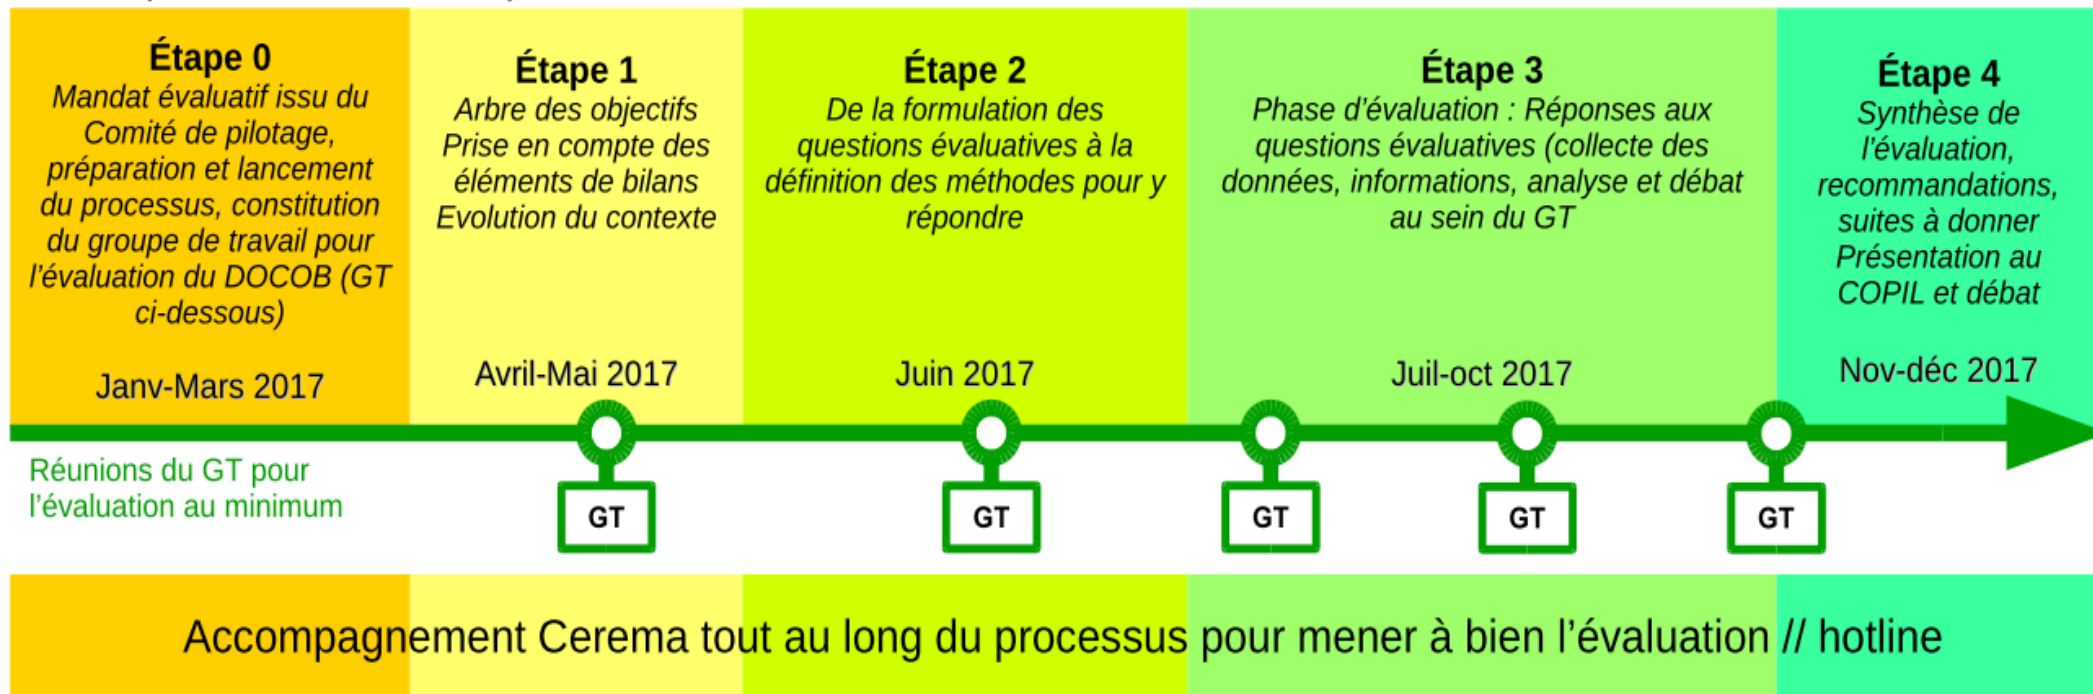 Étape 0
Mandat évaluatif issu du
Comité de pilotage,
préparation et lancement
du processus, constitution
du groupe de travail pour
l’évaluation du DOCOB (GT
ci-dessous)
Janv-Mars 2017
Étape 1
Arbre des objectifs
Prise en compte des
éléments de bilans
Evolution du contexte
Avril-Mai 2017
Étape 2
De la formulation des
questions évaluatives à la
définition des méthodes pour y
répondre
Juin 2017
Étape 3
Phase d’évaluation : Réponses aux
questions évaluatives (collecte des
données, informations, analyse et débat
au sein du GT
Juil-oct 2017
Étape 4
Synthèse de
l’évaluation,
recommandations,
suites à donner
Présentation au
COPIL et débat
Nov-déc 2017
Réunions du GT pour
l’évaluation au minimum
GT
GT
GT
GT
GT
Accompagnement Cerema tout au long du processus pour mener à bien l’évaluation // hotline